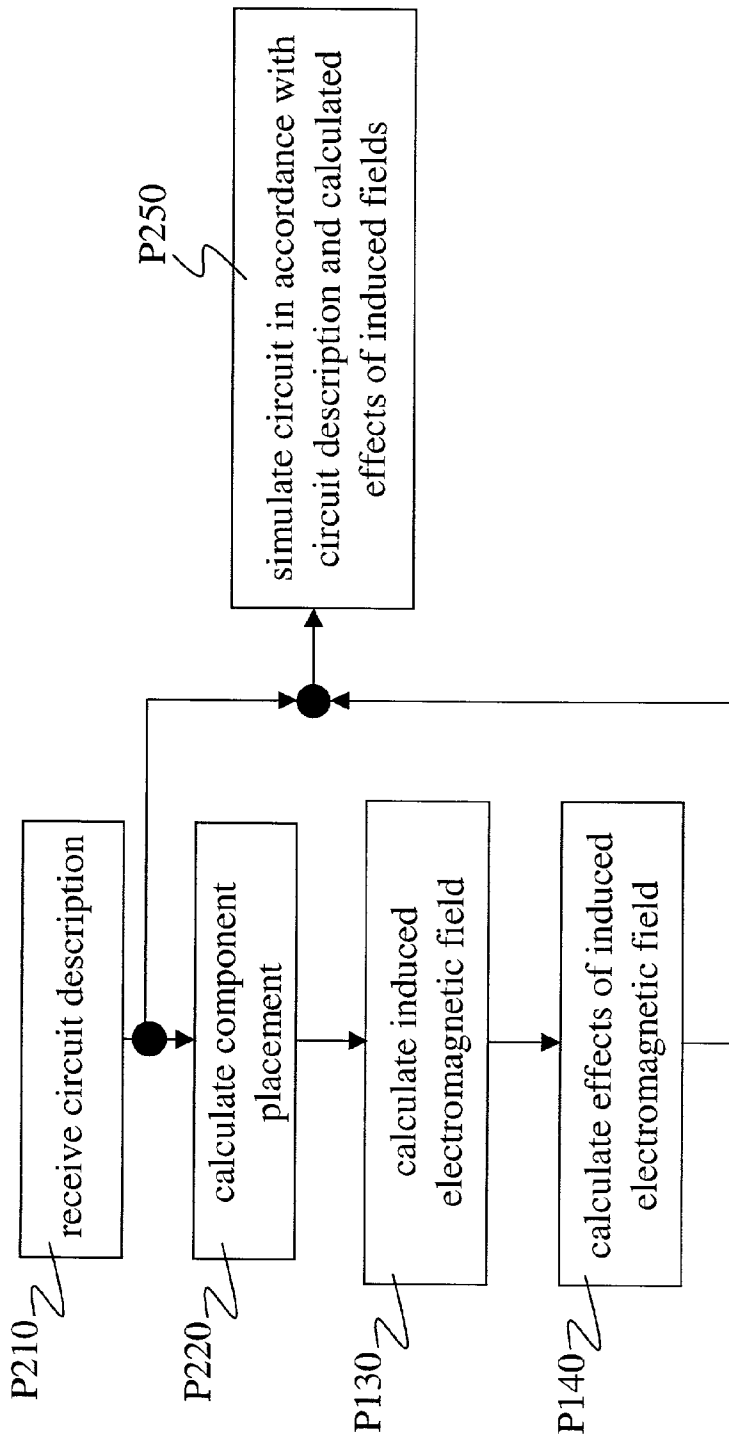 P210
receive circuit description
P220
calculate component
placement
P130
calculate induced
electromagnetic field
P140
calculate effects of induced
electromagnetic field
P250
simulate circuit in accordance with
circuit description and calculated
effects of induced fields